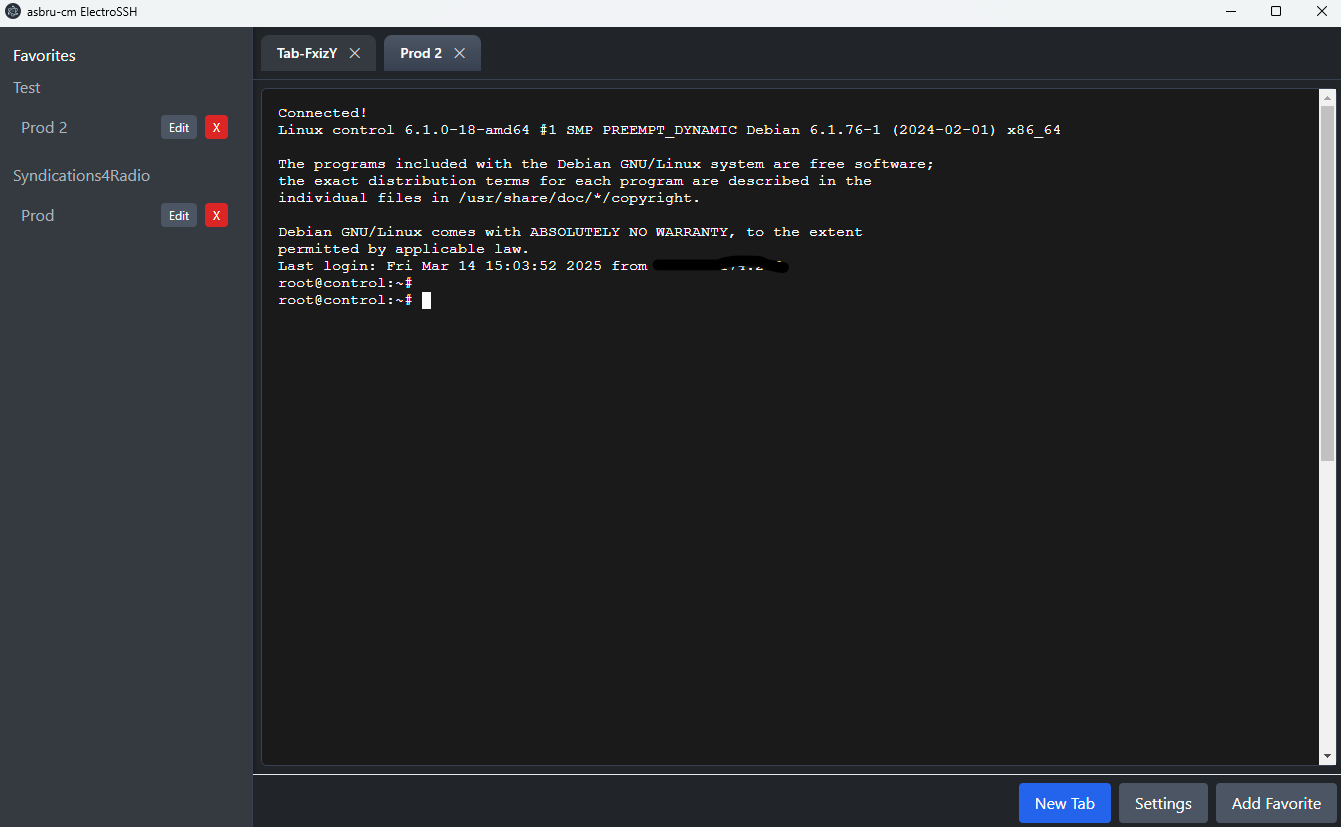 asbru-cm ElectroSSH
Favorites
Test
Prod 2 Edit X
Syndications4Radio
Prod Edit X
Tab-FxizY
Prod 2
Connected!
Linux control 6.1.0-18-amd64 #1 SMP PREEMPT_DYNAMIC Debian 6.1.76-1 (2024-02-01) x86_64
The programs included with the Debian GNU/Linux system are free software;
the exact distribution terms for each program are described in the
individual files in /usr/share/doc/*/copyright.
Debian GNU/Linux comes with ABSOLUTELY NO WARRANTY, to the extent
permitted by applicable law.
Last login: Fri Mar 14 15:03:52 2025 from
root@control:~#
root@control:~#
New Tab Settings Add Favorite